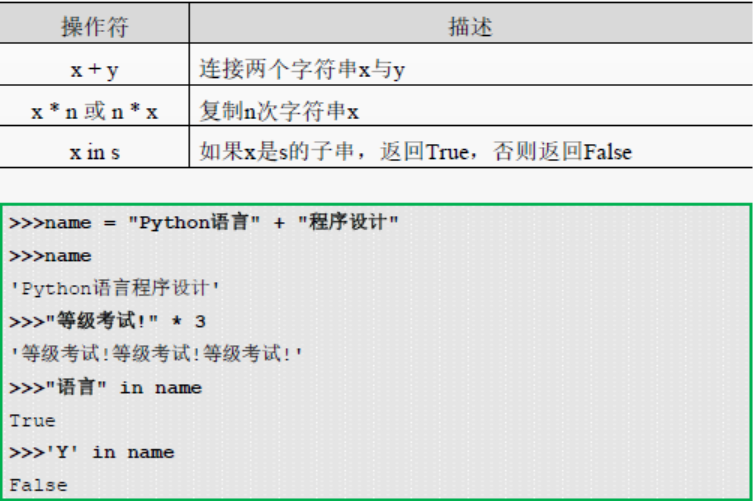 操作符 描述
x + y 连接两个字符串x与y
x * n 或 n * x 复制n次字符串x
x in s 如果x是s的子串，返回True，否则返回False
>>>name = "Python语言" + "程序设计"
>>>name
'Python语言程序设计'
>>>"等级考试!" * 3
'等级考试!等级考试!等级考试!'
>>>"语言" in name
True
>>>'Y' in name
False